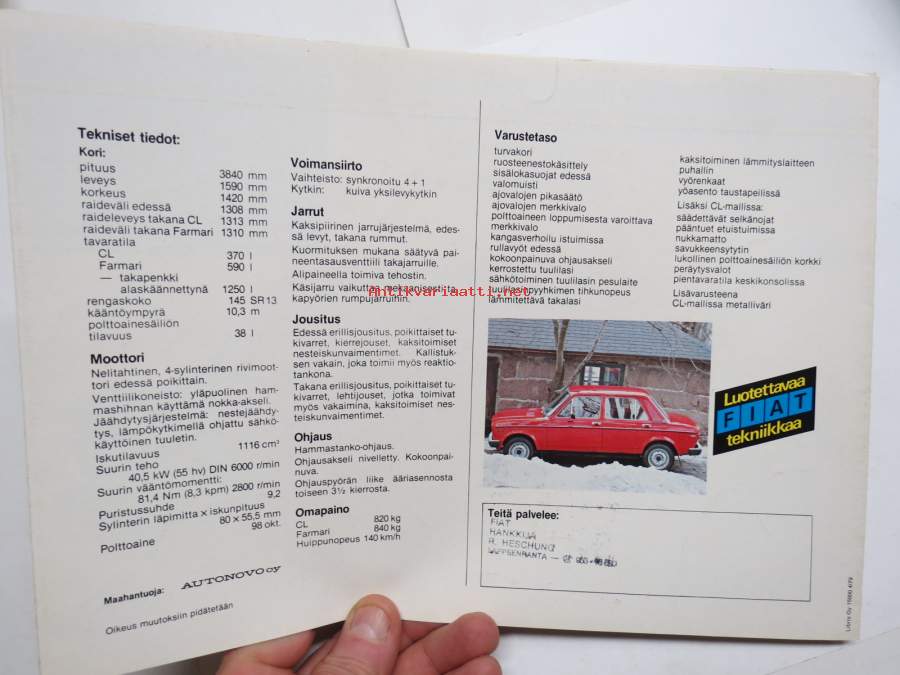 Tekniset tiedot:
Kori:
pituus 3840 mm
leveys 1590 mm
korkeus 1420 mm
raideväli edessä 1308 mm
raideleveys takana CL 1313 mm
raideväli takana Farmari 1310 mm
tavaratila
CL 370 l
Farmari 590 l
— takapenkki
alaskäännettynä 1250 l
rengaskoko 145 SR 13
kääntöympyrä 10,3 m
polttoainesäiliön
tilavuus 38 l
Moottori
Nelitahtinen, 4-sylinterinen rivimoot-
tori edessä poikittain.
Venttiilikoneisto: yläpuolinen ham-
mashihnan käyttämä nokka-akseli.
Jäähdytysjärjestelmä: nestejäähdy-
tys, lämpökytkimellä ohjattu sähkö-
käyttöinen tuuletin.
Iskutilavuus 1116 cm³
Suurin teho
40,5 kW (55 hv) DIN 6000 r/min
Suurin vääntömomentti:
81,4 Nm (8,3 kpm) 2800 r/min
Puristussuhde 9,2
Sylinterin läpimitta × iskunpituus
80 × 55,5 mm
Polttoaine 98 okt.
Maahantuoja: AUTONOVO OY
Oikeus muutoksiin pidätetään
Voimansiirto
Vaihteisto: synkronoitu 4 + 1
Kytkin: kuiva yksilevykytkin
Jarrut
Kaksipiirinen jarrujärjestelmä, edes-
sä levyt, takana rummut.
Kuormituksen mukana säätyvä pai-
neentasausventtiili takajarruille.
Alipaineella toimiva tehostin.
Käsijarru vaikuttaa mekaanisesti ta-
kapyörien rumpujarruihin.
Jousitus
Edessä erillisjousitus, poikittaiset tu-
kivarret, kierrejouset, kaksitoimiset
nesteiskunvaimentimet. Kallistuk-
sen vakain, joka toimii myös reaktio-
tankona.
Takana erillisjousitus, poikittaiset tu-
kivarret, lehtijouset, jotka toimivat
myös vakaimina, kaksitoimiset nes-
teiskunvaimentimet.
Ohjaus
Hammastanko-ohjaus.
Ohjausakseli nivelletty. Kokoonpai-
nuva.
Ohjauspyörän liike ääriasennosta
toiseen 3½ kierrosta.
Omapaino
CL 820 kg
Farmari 840 kg
Huippunopeus 140 km/h
Varustetaso
turvakori
ruosteenestokäsittely
sisälokasuojat edessä
valomuisti
ajovalojen pikasäätö
ajovalojen merkkivalo
polttoaineen loppumisesta varoittava
merkkivalo
kangasverhoilu istuimissa
rullavyöt edessä
kokoonpainuva ohjausakseli
kerrostettu tuulilasi
sähkötoiminen tuulilasin pesulaite
tuulilasinpyyhkimen tihkunopeus
lämmitettävä takalasi
kaksitoiminen lämmityslaitteen
puhallin
vyörenkaat
yöasento taustapeilissä
Lisäksi CL-mallissa:
säädettävät selkänojat
pääntuet etuistuimissa
nukkamatto
savukkeensytytin
lukollinen polttoainesäiliön korkki
peräytysvalot
pientavaratila keskikonsolissa
Lisävarusteena
CL-mallissa metalliväri
Antikvariaatti.net
Luotettavaa
FIAT
tekniikkaa
Teitä palvelee:
FIAT
HANKKIJA
R. HESCHUNG
LAPPEENRANTA —
Libris Oy 15000 4/79